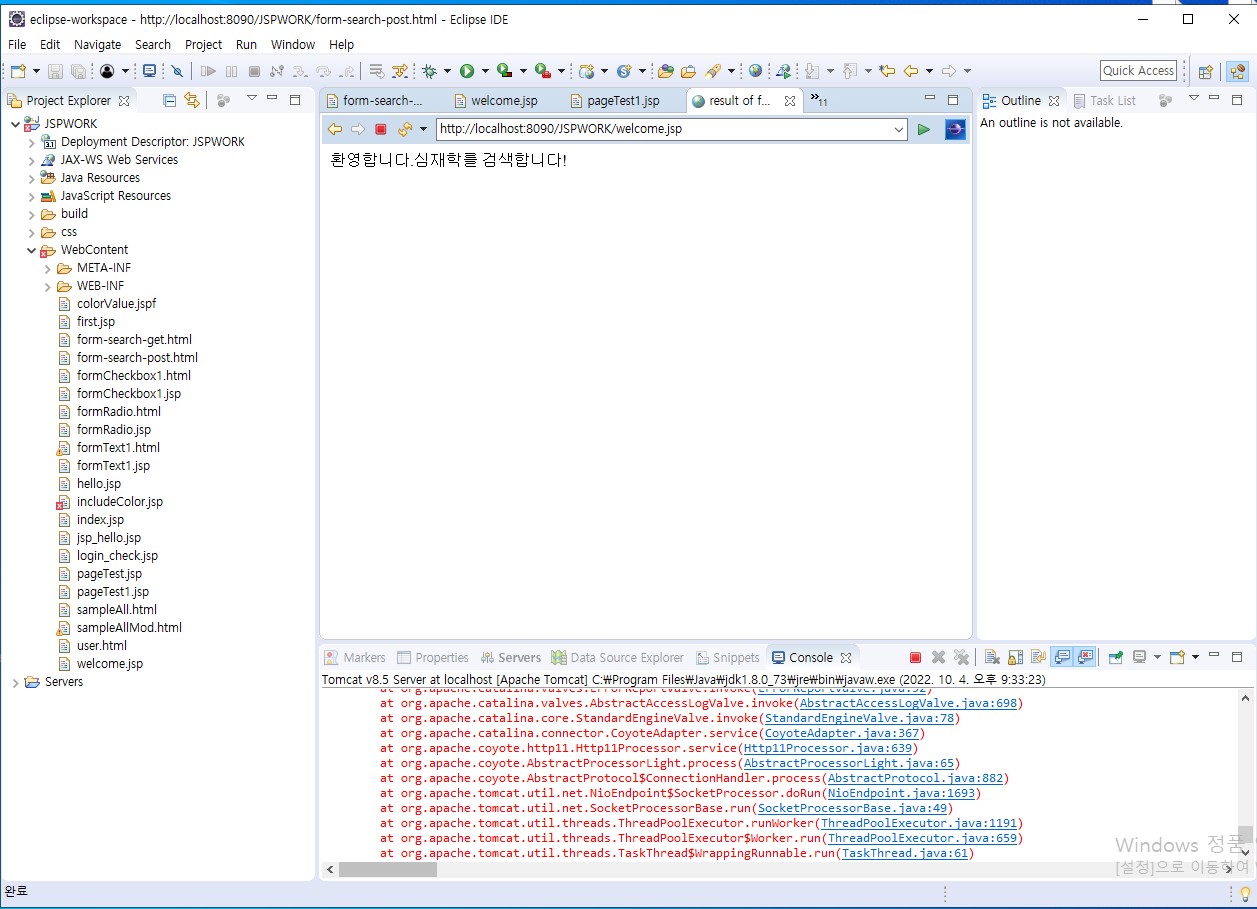 eclipse-workspace - http://localhost:8090/JSPWORK/form-search-post.html - Eclipse IDE
File Edit Navigate Search Project Run Window Help
Quick Access
Project Explorer
form-search-...
welcome.jsp
pageTest1.jsp
result of f...
»11
Outline
Task List
http://localhost:8090/JSPWORK/welcome.jsp
An outline is not available.
환영합니다.심재학를 검색합니다!
JSPWORK
Deployment Descriptor: JSPWORK
JAX-WS Web Services
Java Resources
JavaScript Resources
build
css
WebContent
META-INF
WEB-INF
colorValue.jspf
first.jsp
form-search-get.html
form-search-post.html
formCheckbox1.html
formCheckbox1.jsp
formRadio.html
formRadio.jsp
formText1.html
formText1.jsp
hello.jsp
includeColor.jsp
index.jsp
jsp_hello.jsp
login_check.jsp
pageTest.jsp
pageTest1.jsp
sampleAll.html
sampleAllMod.html
user.html
welcome.jsp
Servers
Markers Properties Servers Data Source Explorer Snippets Console
Tomcat v8.5 Server at localhost [Apache Tomcat] C:₩Program Files₩Java₩jdk1.8.0_73₩jre₩bin₩javaw.exe (2022. 10. 4. 오후 9:33:23)
at org.apache.catalina.valves.ErrorReportValve.invoke(ErrorReportValve.java:92)
at org.apache.catalina.valves.AbstractAccessLogValve.invoke(AbstractAccessLogValve.java:698)
at org.apache.catalina.core.StandardEngineValve.invoke(StandardEngineValve.java:78)
at org.apache.catalina.connector.CoyoteAdapter.service(CoyoteAdapter.java:367)
at org.apache.coyote.http11.Http11Processor.service(Http11Processor.java:639)
at org.apache.coyote.AbstractProcessorLight.process(AbstractProcessorLight.java:65)
at org.apache.coyote.AbstractProtocol$ConnectionHandler.process(AbstractProtocol.java:882)
at org.apache.tomcat.util.net.NioEndpoint$SocketProcessor.doRun(NioEndpoint.java:1693)
at org.apache.tomcat.util.net.SocketProcessorBase.run(SocketProcessorBase.java:49)
at org.apache.tomcat.util.threads.ThreadPoolExecutor.runWorker(ThreadPoolExecutor.java:1191)
at org.apache.tomcat.util.threads.ThreadPoolExecutor$Worker.run(ThreadPoolExecutor.java:659)
at org.apache.tomcat.util.threads.TaskThread$WrappingRunnable.run(TaskThread.java:61)
Windows 정품
[설정]으로 이동하여
완료